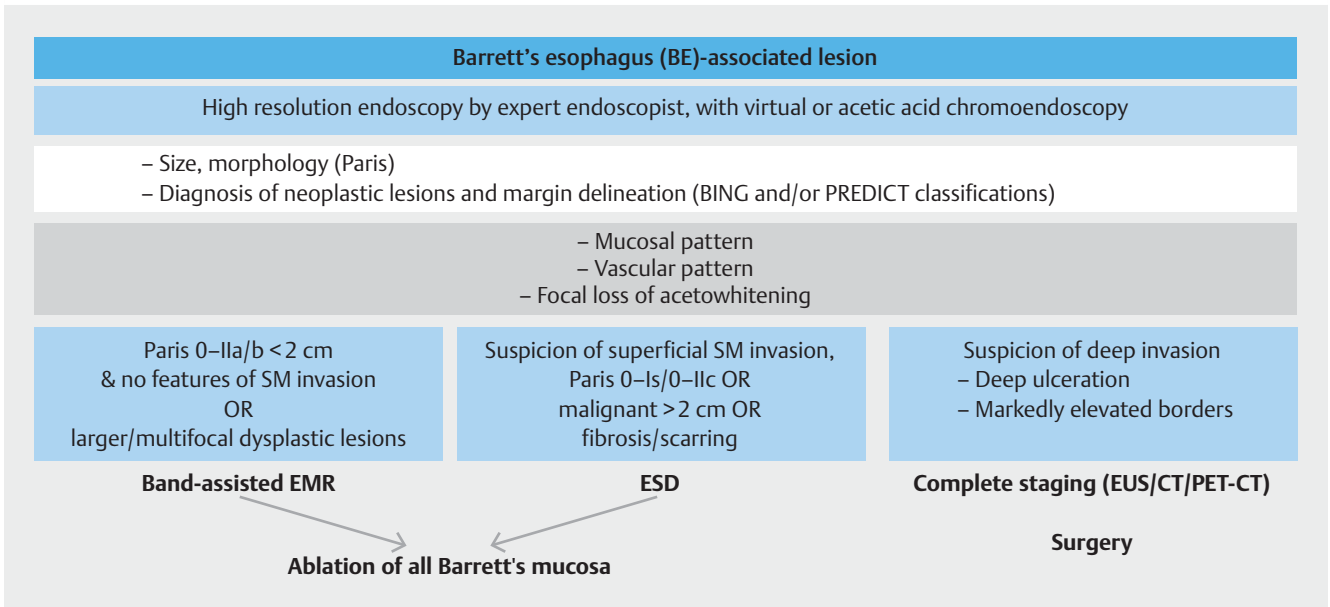 Barrett's esophagus (BE)-associated lesion
High resolution endoscopy by expert endoscopist, with virtual or acetic acid chromoendoscopy
– Size, morphology (Paris)
– Diagnosis of neoplastic lesions and margin delineation (BING and/or PREDICT classifications)
– Mucosal pattern
– Vascular pattern
– Focal loss of acetowhitening
Paris 0–IIa/b < 2 cm
& no features of SM invasion
OR
larger/multifocal dysplastic lesions
Band-assisted EMR
Suspicion of superficial SM invasion,
Paris 0–Is/0–IIc OR
malignant > 2 cm OR
fibrosis/scarring
ESD
Suspicion of deep invasion
– Deep ulceration
– Markedly elevated borders
Complete staging (EUS/CT/PET-CT)
Surgery
Ablation of all Barrett's mucosa